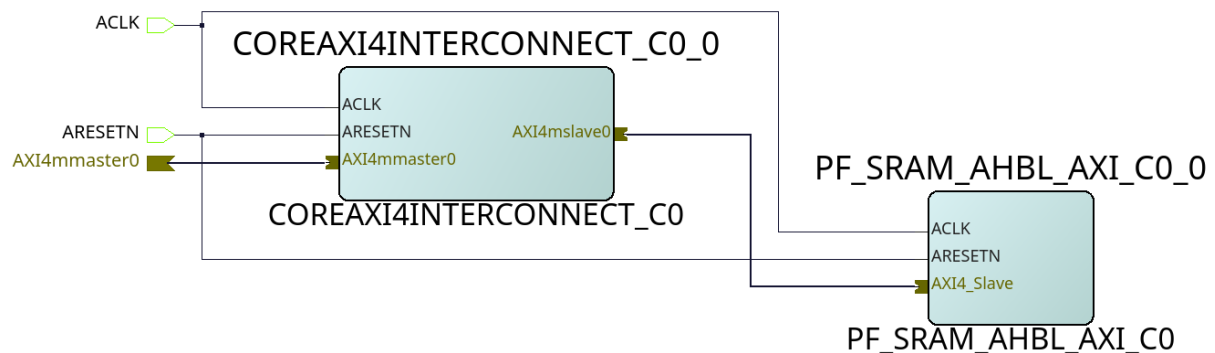 ACLK
COREAXI4INTERCONNECT_C0_0
ACLK
ARESETN
ARESETN
AXI4mslave0
AXI4mmaster0
AXI4mmaster0
COREAXI4INTERCONNECT_C0
PF_SRAM_AHBL_AXI_C0_0
ACLK
ARESETN
AXI4_Slave
PF_SRAM_AHBL_AXI_C0